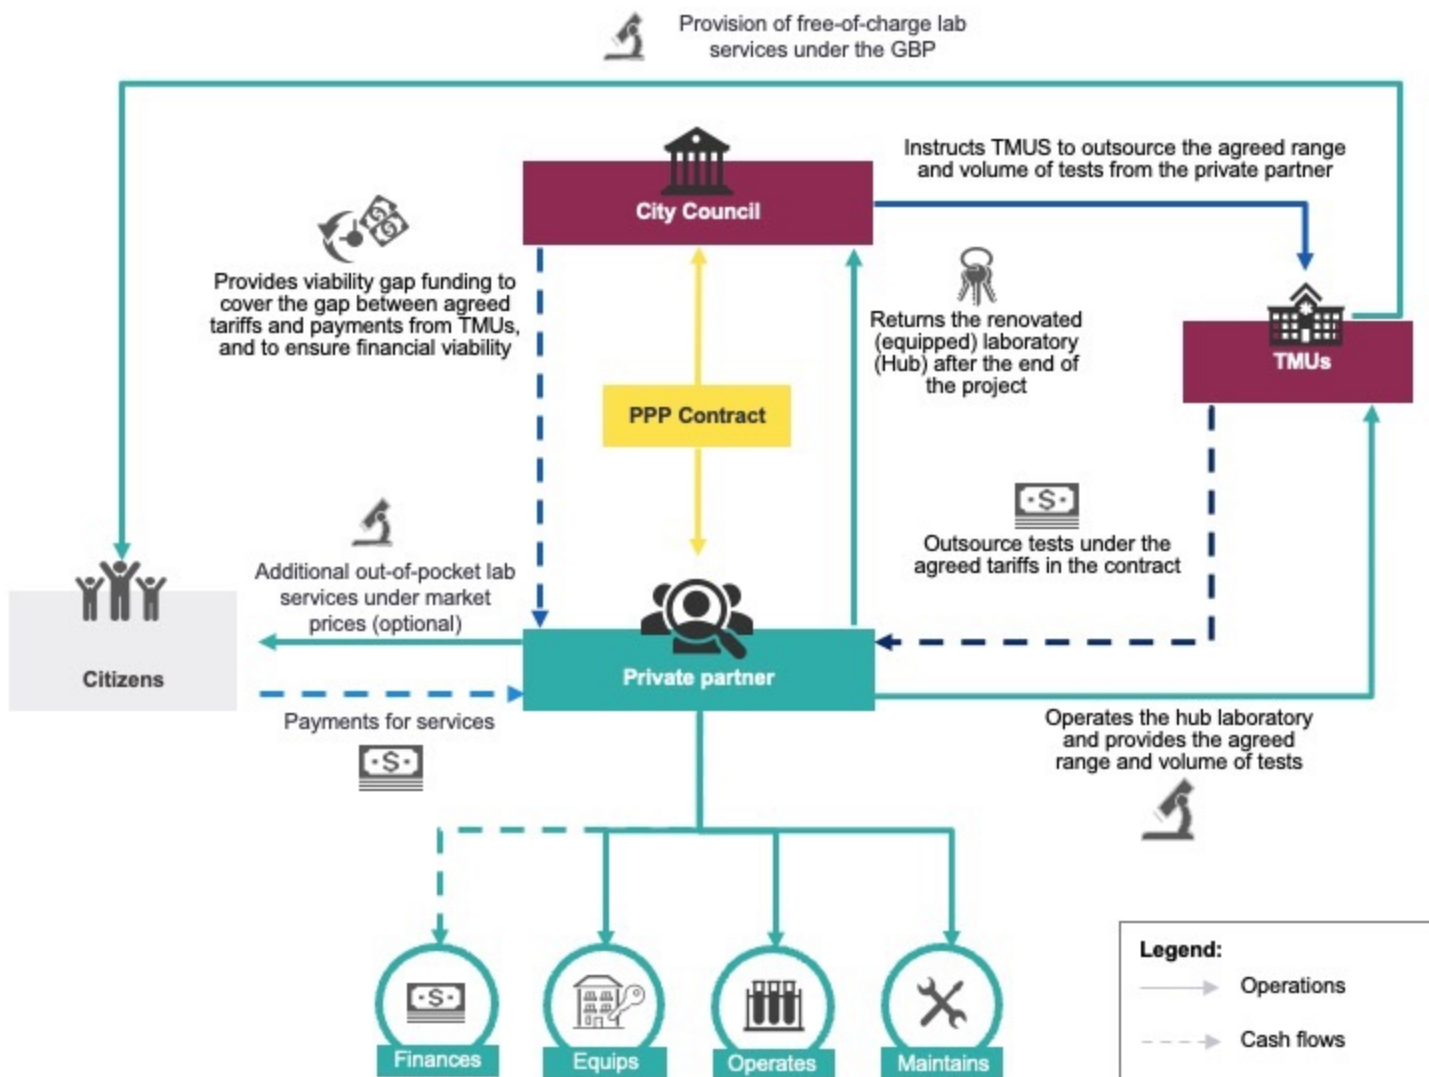 Provision of free-of-charge lab
services under the GBP
City Council
Instructs TMUS to outsource the agreed range
and volume of tests from the private partner
Provides viability gap funding to
cover the gap between agreed
tariffs and payments from TMUs,
and to ensure financial viability
Returns the renovated
(equipped) laboratory
(Hub) after the end of
the project
TMUs
PPP Contract
Outsource tests under the
agreed tariffs in the contract
Additional out-of-pocket lab
services under market
prices (optional)
Citizens
Private partner
Payments for services
Operates the hub laboratory
and provides the agreed
range and volume of tests
Finances
Equips
Operates
Maintains
Legend:
Operations
Cash flows